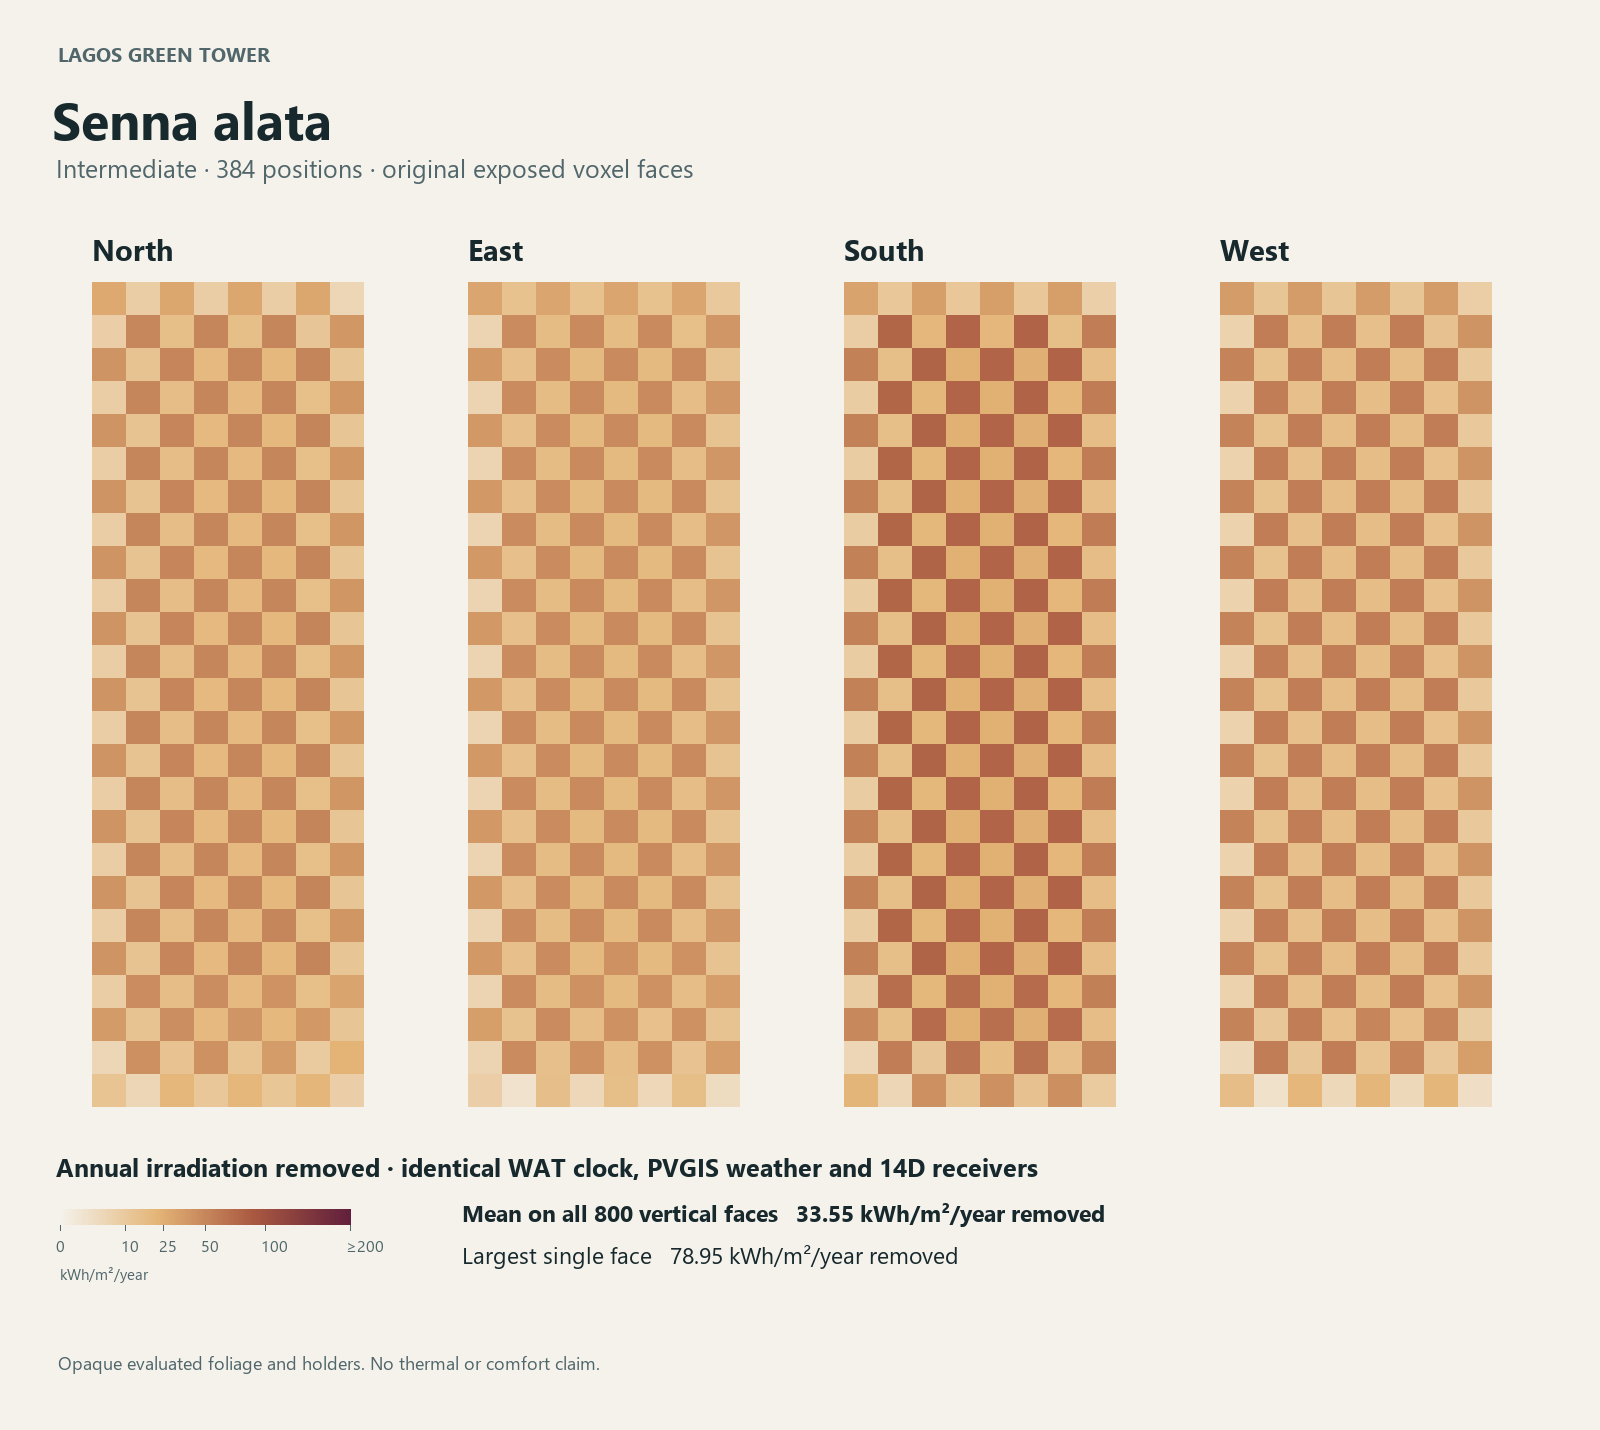 LAGOS GREEN TOWER
Senna alata
Intermediate · 384 positions · original exposed voxel faces
North East South West
Annual irradiation removed · identical WAT clock, PVGIS weather and 14D receivers
Mean on all 800 vertical faces 33.55 kWh/m²/year removed
0 10 25 50 100 ≥200
Largest single face 78.95 kWh/m²/year removed
kWh/m²/year
Opaque evaluated foliage and holders. No thermal or comfort claim.